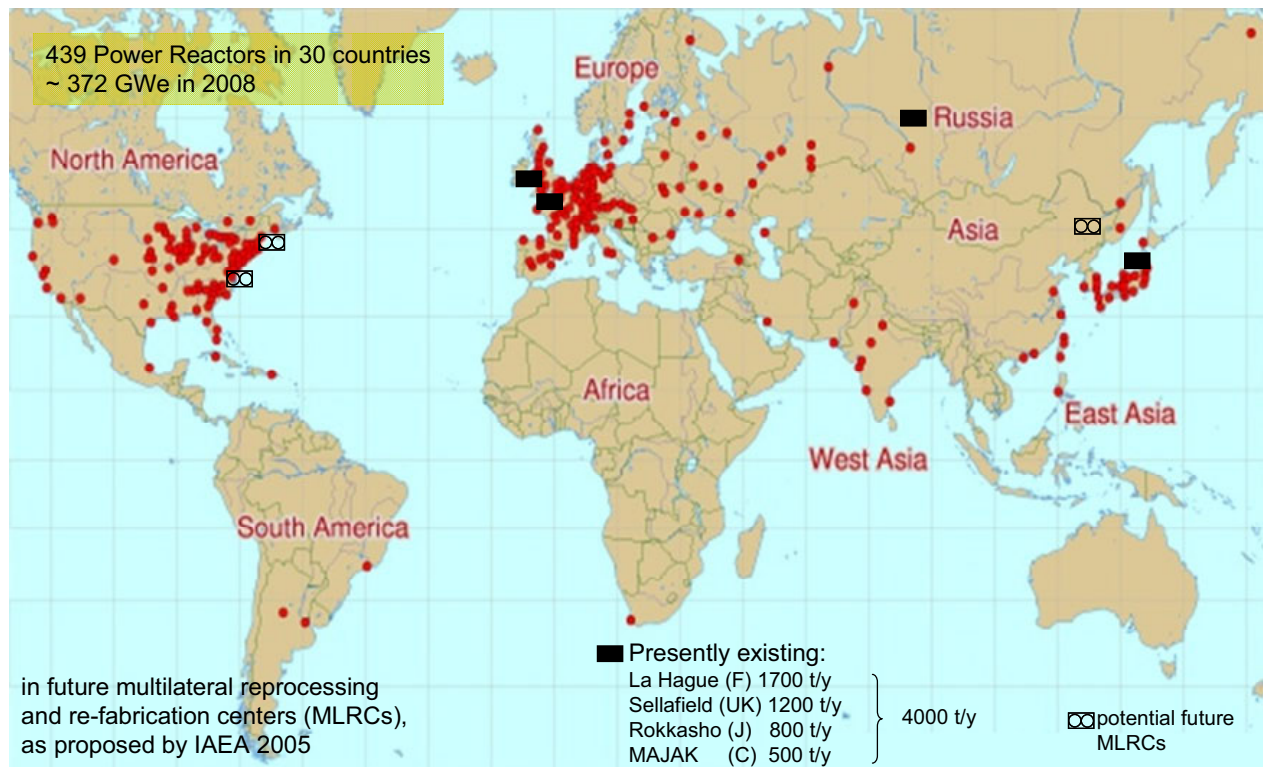 439 Power Reactors in 30 countries
~ 372 GWe in 2008
Europe
Russia
North America
Asia
Africa
East Asia
West Asia
South America
in future multilateral reprocessing
and re-fabrication centers (MLRCs),
as proposed by IAEA 2005
Presently existing:
La Hague (F) 1700 t/y
Sellafield (UK) 1200 t/y
Rokkasho (J) 800 t/y
MAJAK (C) 500 t/y
4000 t/y
potential future
MLRCs